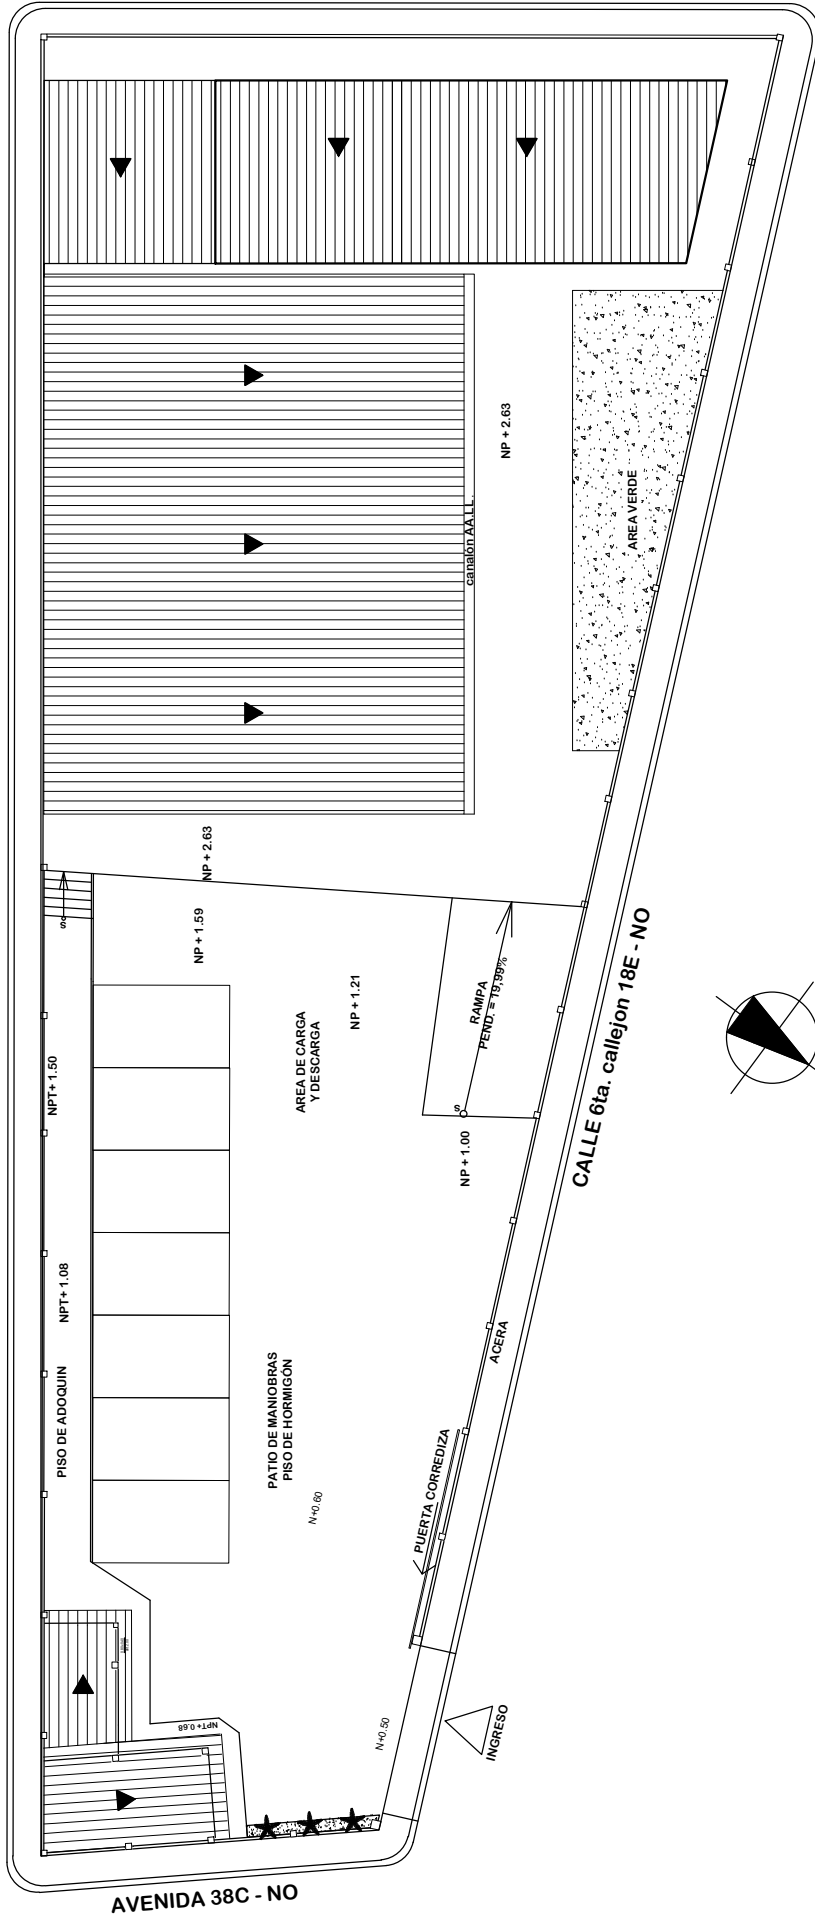 NP + 2.63
AREA VERDE
canalón AA.LL.
NP + 2.63
NP + 1.59
S
NP + 1.21
RAMPA
PEND. = 19,99%
AREA DE CARGA
Y DESCARGA
CALLE 6ta. callejon 18E - NO
NPT+ 1.50
S
NP + 1.00
NPT+ 1.08
ACERA
PISO DE ADOQUIN
PATIO DE MANIOBRAS
PISO DE HORMIGÓN
PUERTA CORREDIZA
N+0.60
NPT+ 0.68
N+0.50
INGRESO
AVENIDA 38C - NO